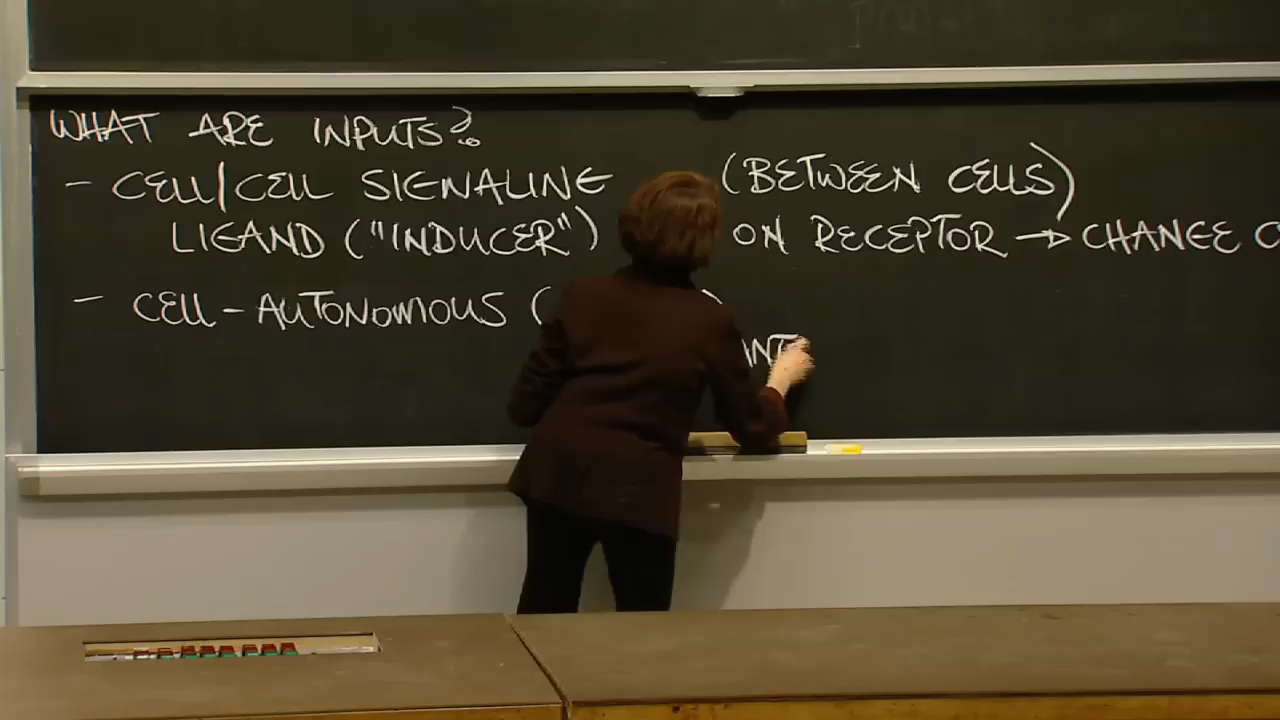 WHAT ARE INPUTS?
- CELL/CELL SIGNALING (BETWEEN CELLS)
LIGAND ("INDUCER") ON RECEPTOR → CHANGE
- CELL-AUTONOMOUS ( )